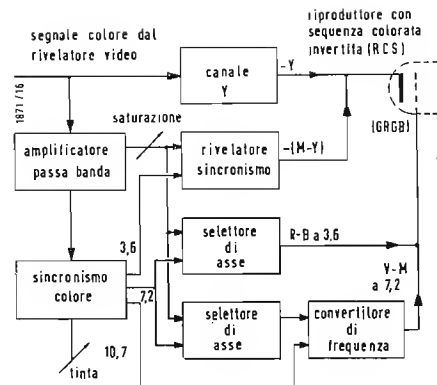 riproduttore con
sequenza colorata
invertita (RCS)
segnale colore dal
rivelatore video
canale
Y
-Y
(GRGB)
1871/16
saturazione
amplificatore
passa banda
rivelatore
sincronismo
-(M-Y)
3,6
selettore
di
asse
R-B a 3,6
sincronismo
colore
7,2
Y-M
a 7,2
selettore
di
asse
convertitore
di
frequenza
10,7
tinta